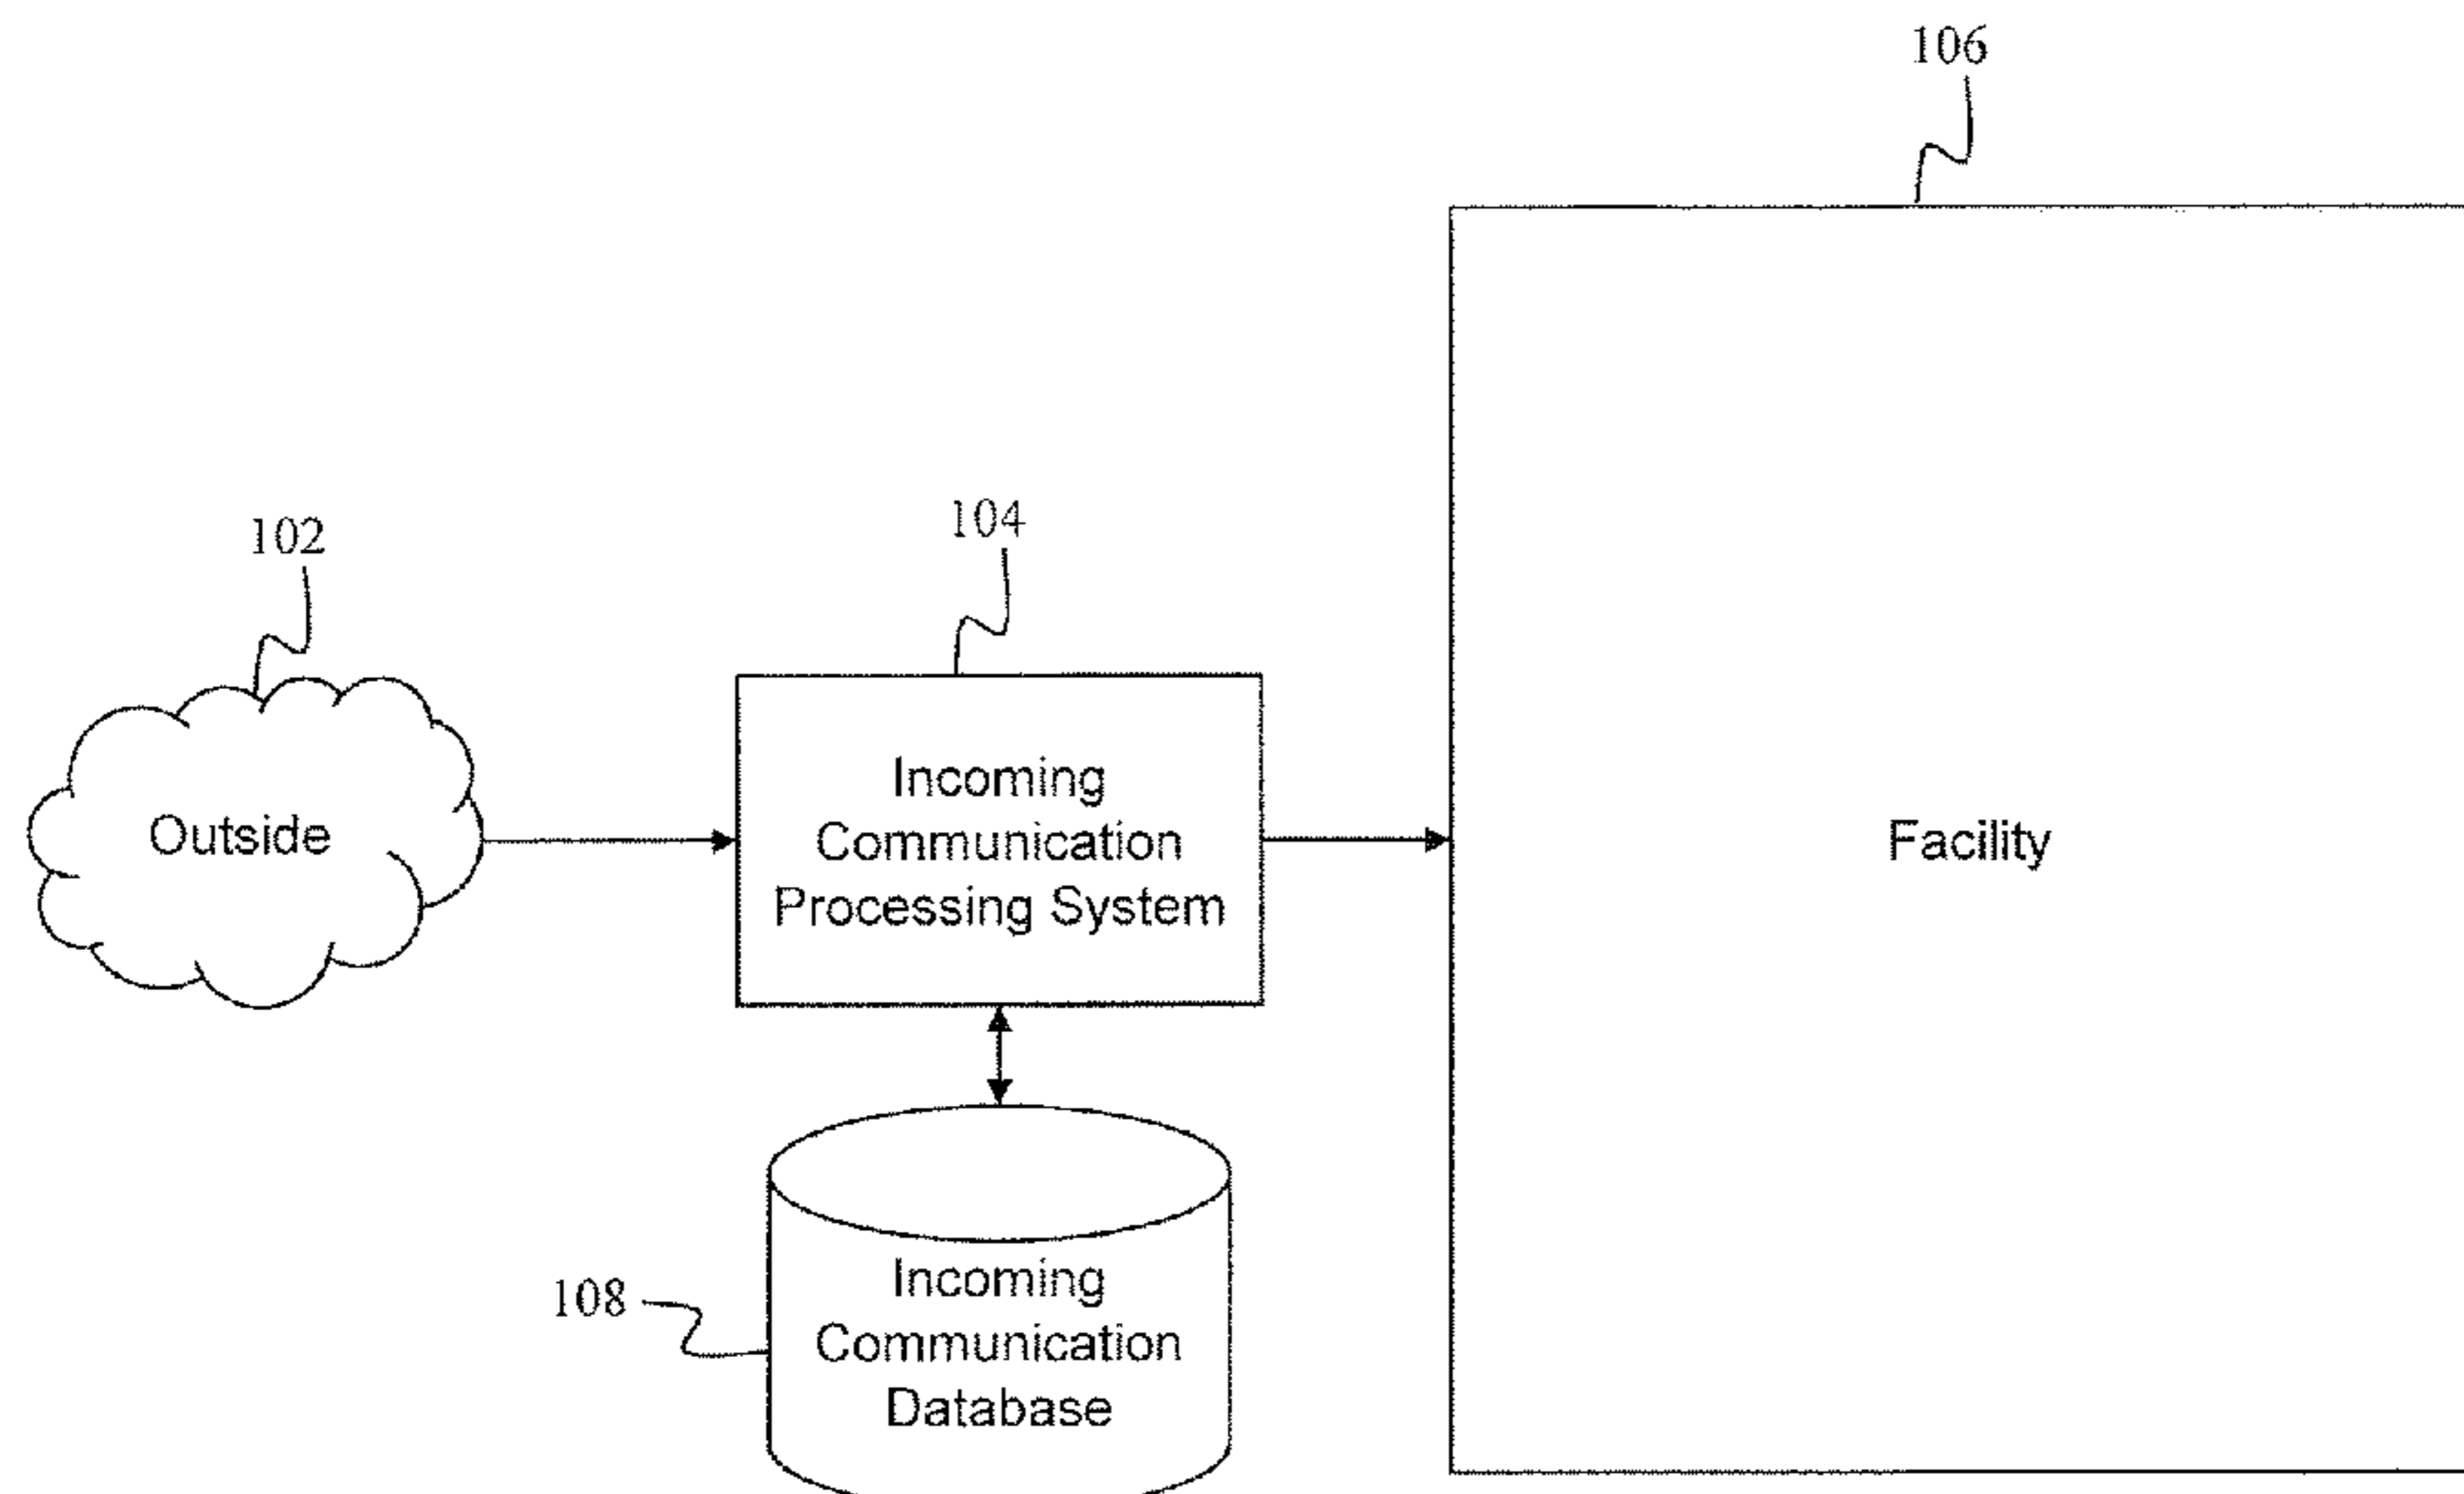 106
102
104
Outside
Incoming
Communication
Processing System
Facility
108
Incoming
Communication
Database